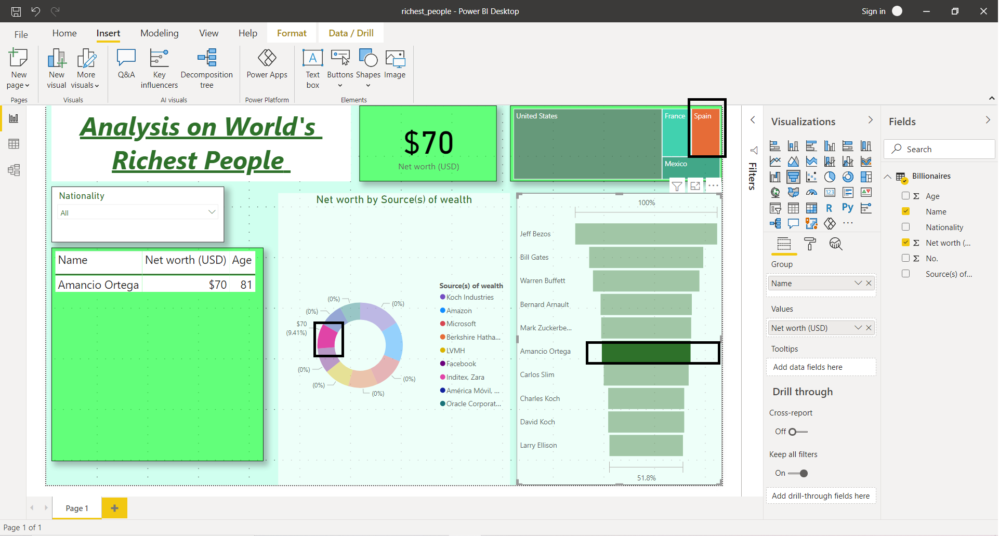 richest_people - Power BI Desktop
Sign in
File
Home
Insert
Modeling
View
Help
Format
Data / Drill
New page
New visual
More visuals
Q&A
Key influencers
Decomposition tree
Power Apps
Text box
Buttons
Shapes
Image
Pages
Visuals
AI visuals
Power Platform
Elements
Analysis on World's
Richest People
$70
Net worth (USD)
United States
France
Spain
Mexico
Nationality
All
Name Net worth (USD) Age
Amancio Ortega $70 81
Net worth by Source(s) of wealth
(0%)
(0%)
(0%)
$70
(9.41%)
(0%)
(0%)
(0%)
(0%)
Source(s) of wealth
Koch Industries
Amazon
Microsoft
Berkshire Hatha...
LVMH
Facebook
Inditex, Zara
América Móvil, ...
Oracle Corporat...
100%
Jeff Bezos
Bill Gates
Warren Buffett
Bernard Arnault
Mark Zuckerbe...
Amancio Ortega
Carlos Slim
Charles Koch
David Koch
Larry Ellison
51.8%
Filters
Visualizations
123
R
Py
Group
Name
Values
Net worth (USD)
Tooltips
Add data fields here
Drill through
Cross-report
Off
Keep all filters
On
Add drill-through fields here
Fields
Search
Billionaires
Age
Name
Nationality
Net worth (...
No.
Source(s) of...
Page 1
Page 1 of 1